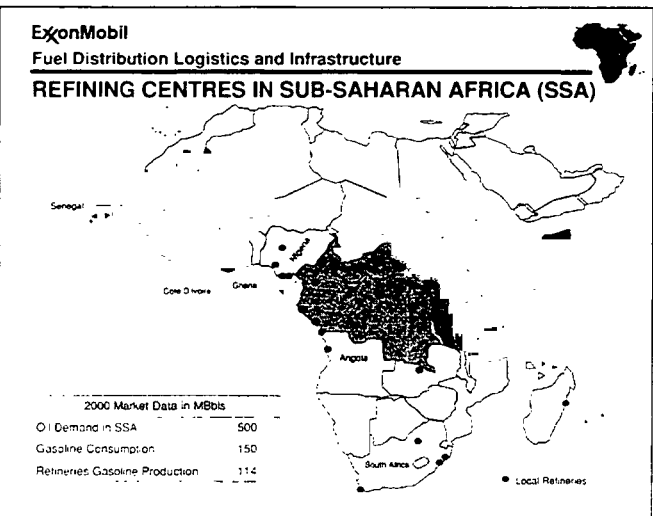 ExxonMobil
Fuel Distribution Logistics and Infrastructure
REFINING CENTRES IN SUB-SAHARAN AFRICA (SSA)
Senegal
Nigeria
Cote D'Ivoire
Ghana
Angola
2000 Market Data in MBbls
Oil Demand in SSA 500
Gasoline Consumption 150
Refineries Gasoline Production 114
South Africa
Local Refineries